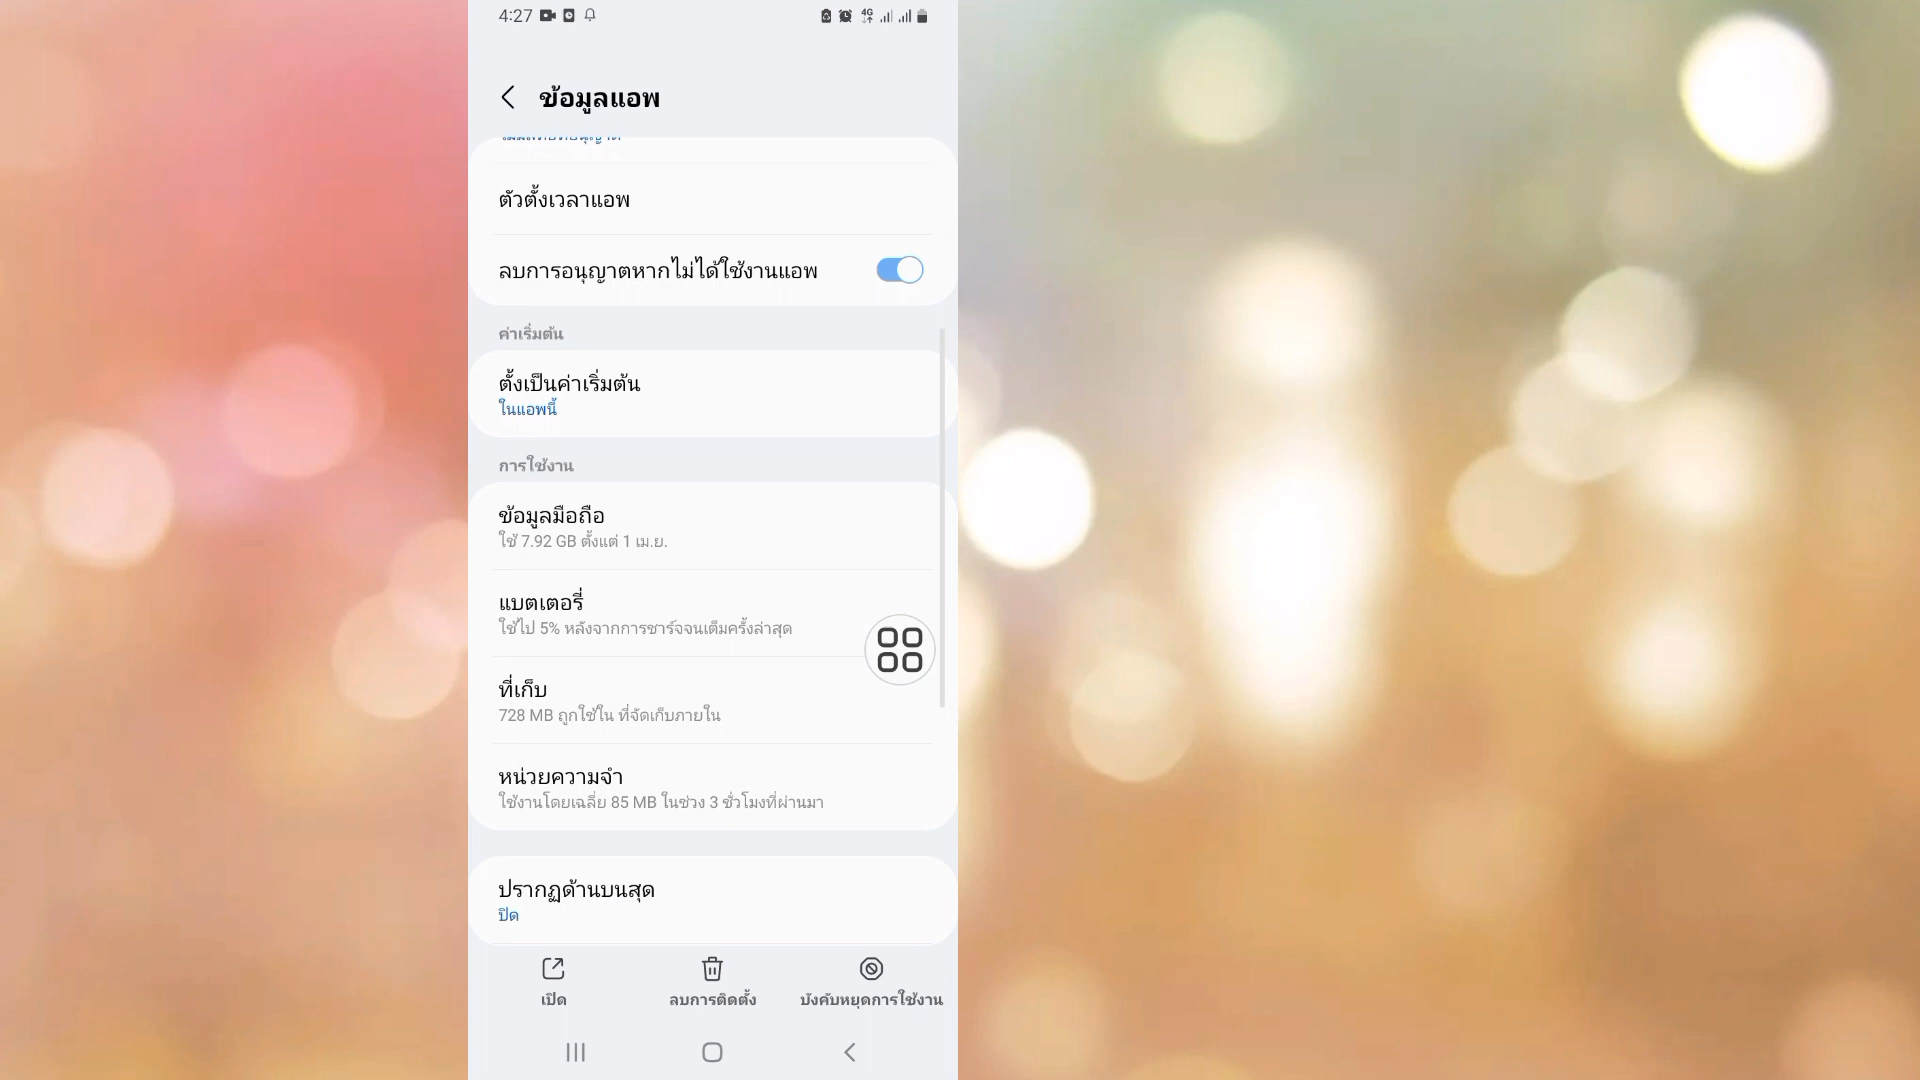 4:27
4G
ข้อมูลแอพ
ตัวตั้งเวลาแอพ
ลบการอนุญาตหากไม่ได้ใช้งานแอพ
ค่าเริ่มต้น
ตั้งเป็นค่าเริ่มต้น
ในแอพนี้
การใช้งาน
ข้อมูลมือถือ
ใช้ 7.92 GB ตั้งแต่ 1 เม.ย.
แบตเตอรี่
ใช้ไป 5% หลังจากการชาร์จจนเต็มครั้งล่าสุด
ที่เก็บ
728 MB ถูกใช้ใน ที่จัดเก็บภายใน
หน่วยความจำ
ใช้งานโดยเฉลี่ย 85 MB ในช่วง 3 ชั่วโมงที่ผ่านมา
ปรากฏด้านบนสุด
ปิด
เปิด
ลบการติดตั้ง
บังคับหยุดการใช้งาน